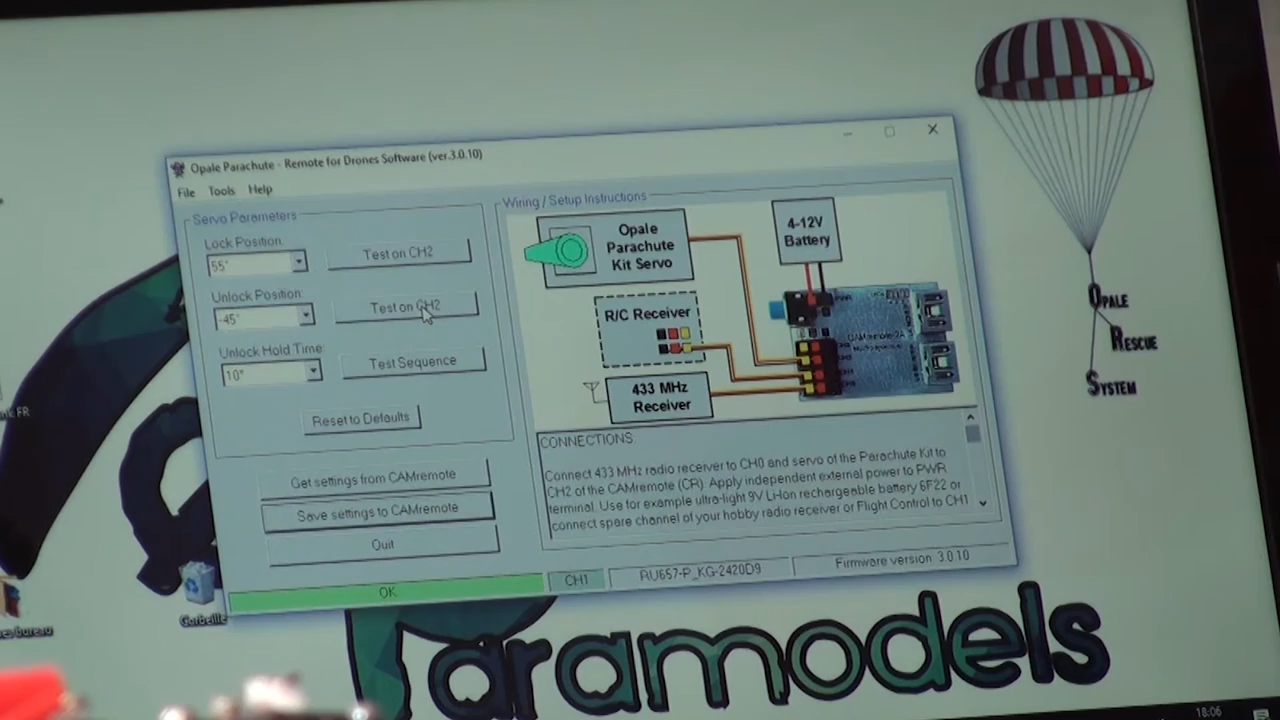 Opale Parachute - Remote for Drones Software (ver.3.0.10)
File Tools Help
Servo Parameters
Lock Position:
55°
Test on CH2
Unlock Position:
-45°
Test on CH2
Unlock Hold Time:
10°
Test Sequence
Reset to Defaults
Get settings from CAMremote
Save settings to CAMremote
Quit
Wiring / Setup Instructions
Opale
Parachute
Kit Servo
4-12V
Battery
R/C Receiver
433 MHz
Receiver
CONNECTIONS
Connect 433 MHz radio receiver to CH0 and servo of the Parachute Kit to
CH2 of the CAMremote (CR). Apply independent external power to PWR
terminal. Use for example ultra-light 9V Li-Ion rechargeable battery 6F22 or
connect spare channel of your hobby radio receiver or Flight Control to CH1
OK
CH1
RU657-P_KG-2420D9
Firmware version: 3.0.10
OPALE
RESCUE
SYSTEM
FR
Corbeille
bureau
Paramodels
18:06